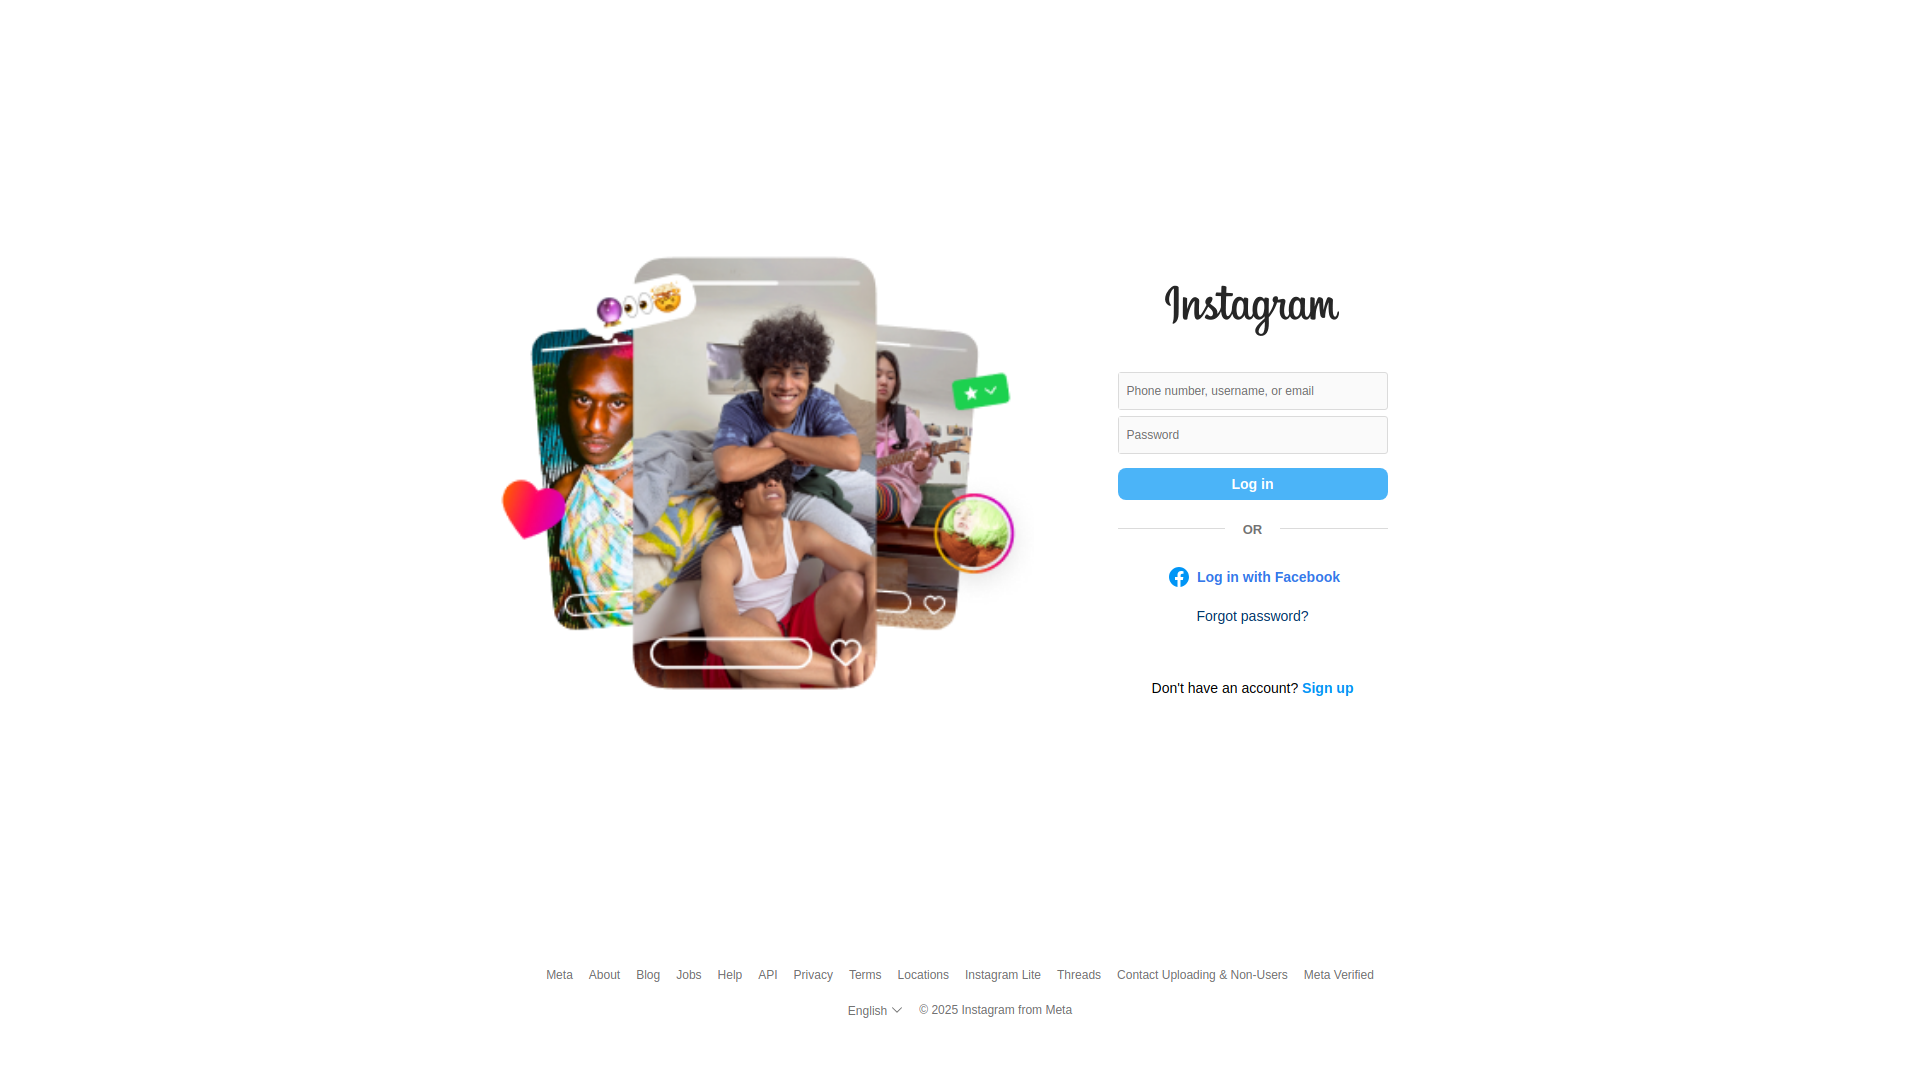 Instagram
Phone number, username, or email
Password
Log in
OR
Log in with Facebook
Forgot password?
Don't have an account? Sign up
Meta About Blog Jobs Help API Privacy Terms Locations Instagram Lite Threads Contact Uploading & Non-Users Meta Verified
English © 2025 Instagram from Meta